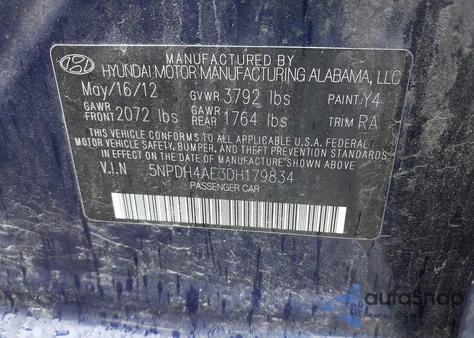 MANUFACTURED BY
HYUNDAI MOTOR MANUFACTURING ALABAMA, LLC
May/16/12 GVWR 3792 lbs PAINT Y4
GAWR FRONT 2072 lbs GAWR REAR 1764 lbs TRIM RA
THIS VEHICLE CONFORMS TO ALL APPLICABLE U.S.A. FEDERAL
MOTOR VEHICLE SAFETY, BUMPER, AND THEFT PREVENTION STANDARDS
IN EFFECT ON THE DATE OF MANUFACTURE SHOWN ABOVE.
V.I.N 5NPDH4AE3DH179834
PASSENGER CAR
autosnap